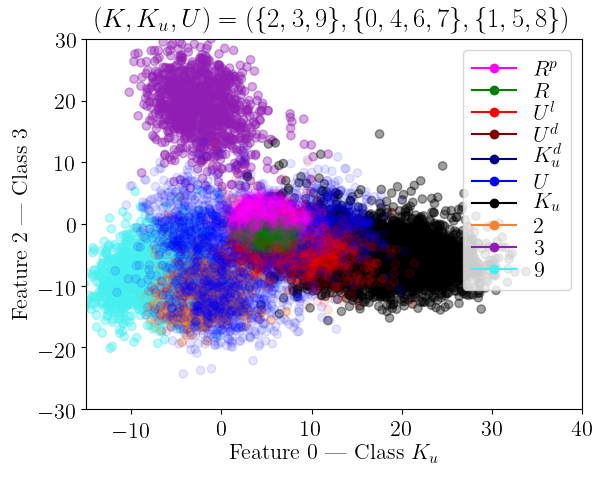 (K, K_u, U) = ({2, 3, 9}, {0, 4, 6, 7}, {1, 5, 8})
30
20
10
0
−10
−20
−30
Feature 2 — Class 3
R^p
R
U^l
U^d
K_u^d
U
K_u
2
3
9
−10 0 10 20 30 40
Feature 0 — Class K_u